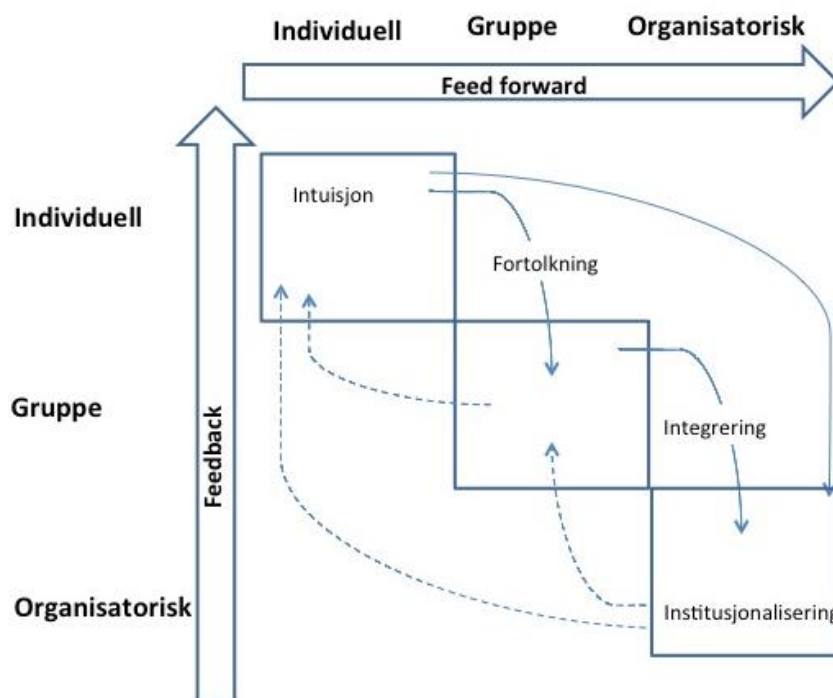 Individuell Gruppe Organisatorisk
Feed forward
Intuisjon
Individuell
Fortolkning
Gruppe
Integrering
Feedback
Organisatorisk
Institusjonalisering